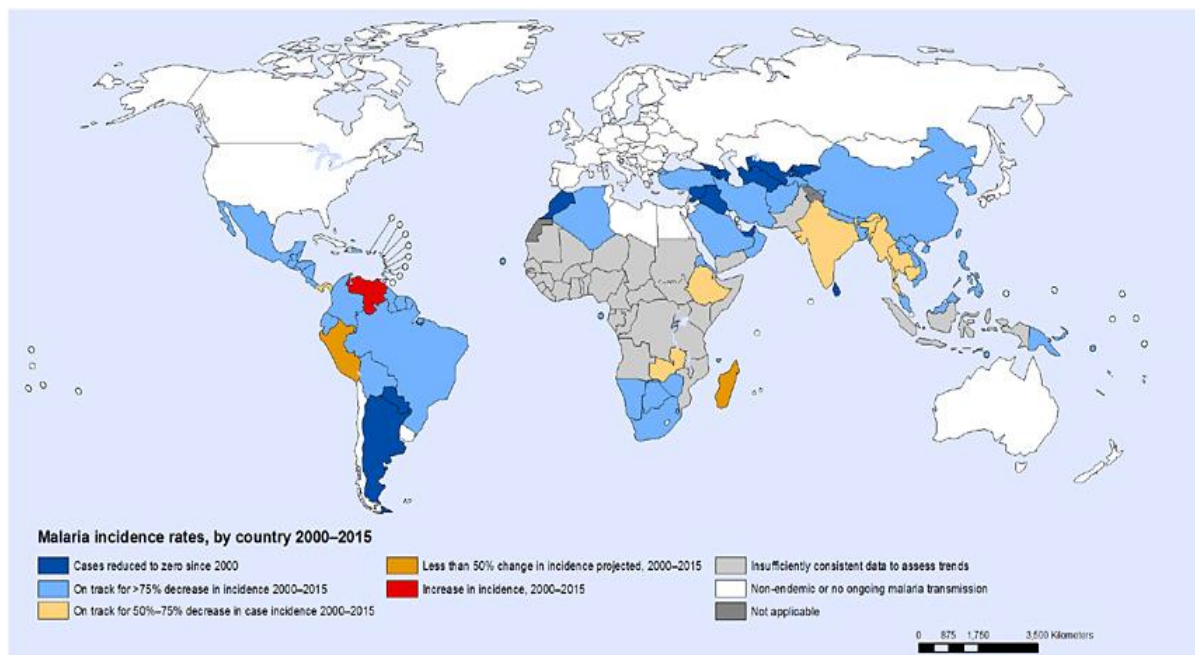 Malaria incidence rates, by country 2000–2015
Cases reduced to zero since 2000
On track for >75% decrease in incidence 2000–2015
On track for 50%–75% decrease in case incidence 2000–2015
Less than 50% change in incidence projected, 2000–2015
Increase in incidence, 2000–2015
Insufficiently consistent data to assess trends
Non-endemic or no ongoing malaria transmission
Not applicable
0 875 1,750 3,500 Kilometers